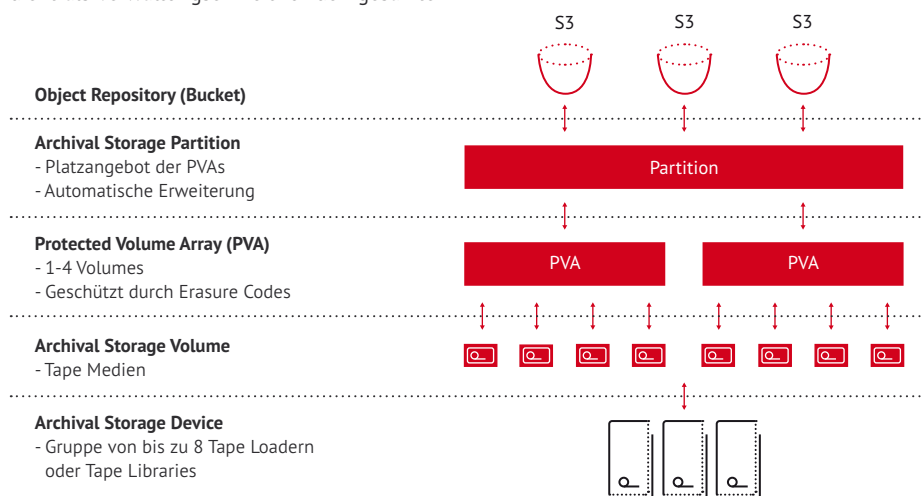 S3 S3 S3
Object Repository (Bucket)
Archival Storage Partition
- Platzangebot der PVAs
- Automatische Erweiterung
Partition
Protected Volume Array (PVA)
- 1-4 Volumes
- Geschützt durch Erasure Codes
PVA PVA
Archival Storage Volume
- Tape Medien
Archival Storage Device
- Gruppe von bis zu 8 Tape Loadern
oder Tape Libraries